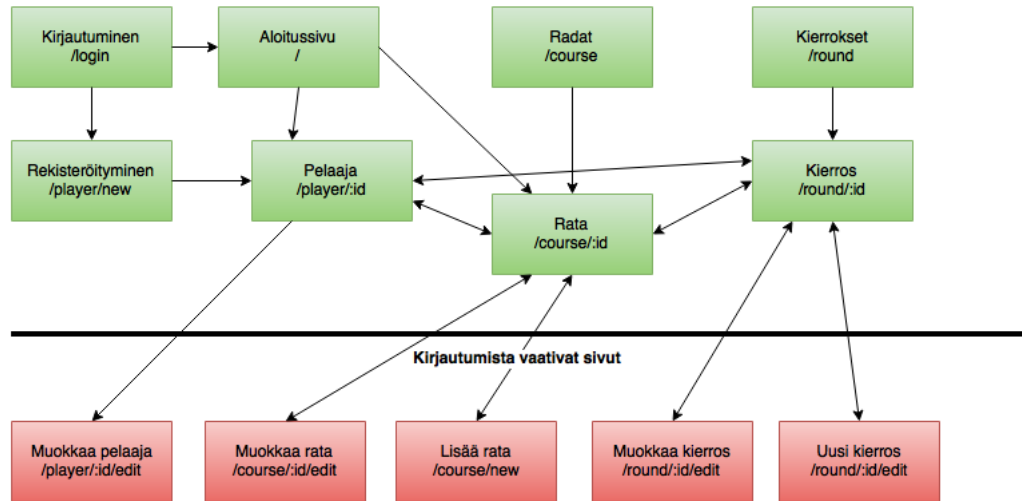 Kirjautuminen
/login
Aloitussivu
/
Radat
/course
Kierrokset
/round
Rekisteröityminen
/player/new
Pelaaja
/player/:id
Rata
/course/:id
Kierros
/round/:id
Kirjautumista vaativat sivut
Muokkaa pelaaja
/player/:id/edit
Muokkaa rata
/course/:id/edit
Lisää rata
/course/new
Muokkaa kierros
/round/:id/edit
Uusi kierros
/round/:id/edit